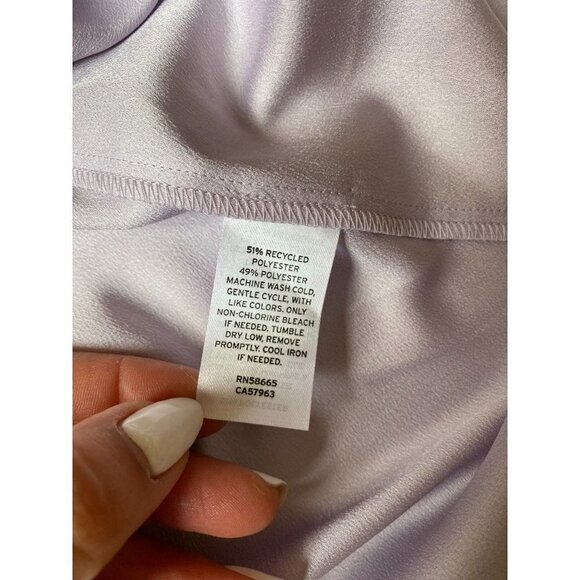 51% RECYCLED
POLYESTER
49% POLYESTER
MACHINE WASH COLD,
GENTLE CYCLE, WITH
LIKE COLORS. ONLY
NON-CHLORINE BLEACH
IF NEEDED. TUMBLE
DRY LOW, REMOVE
PROMPTLY. COOL IRON
IF NEEDED.
RN58665
CA57963